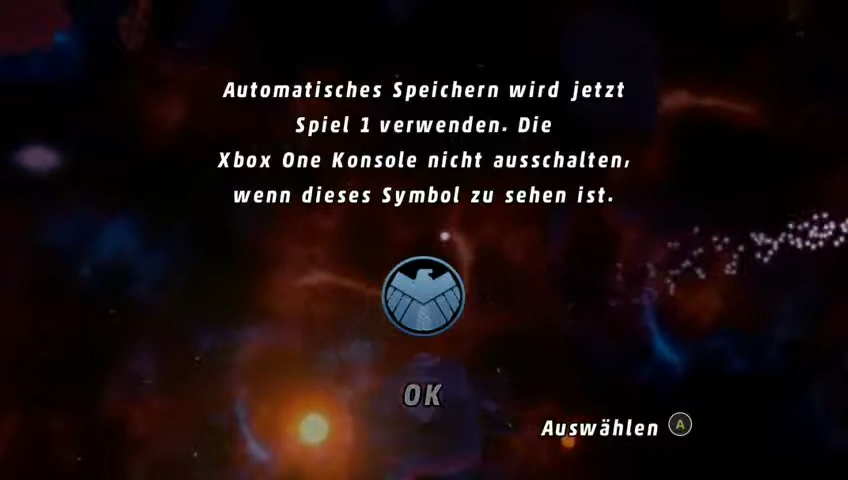 Automatisches Speichern wird jetzt
Spiel 1 verwenden. Die
Xbox One Konsole nicht ausschalten,
wenn dieses Symbol zu sehen ist.
OK
Auswählen A